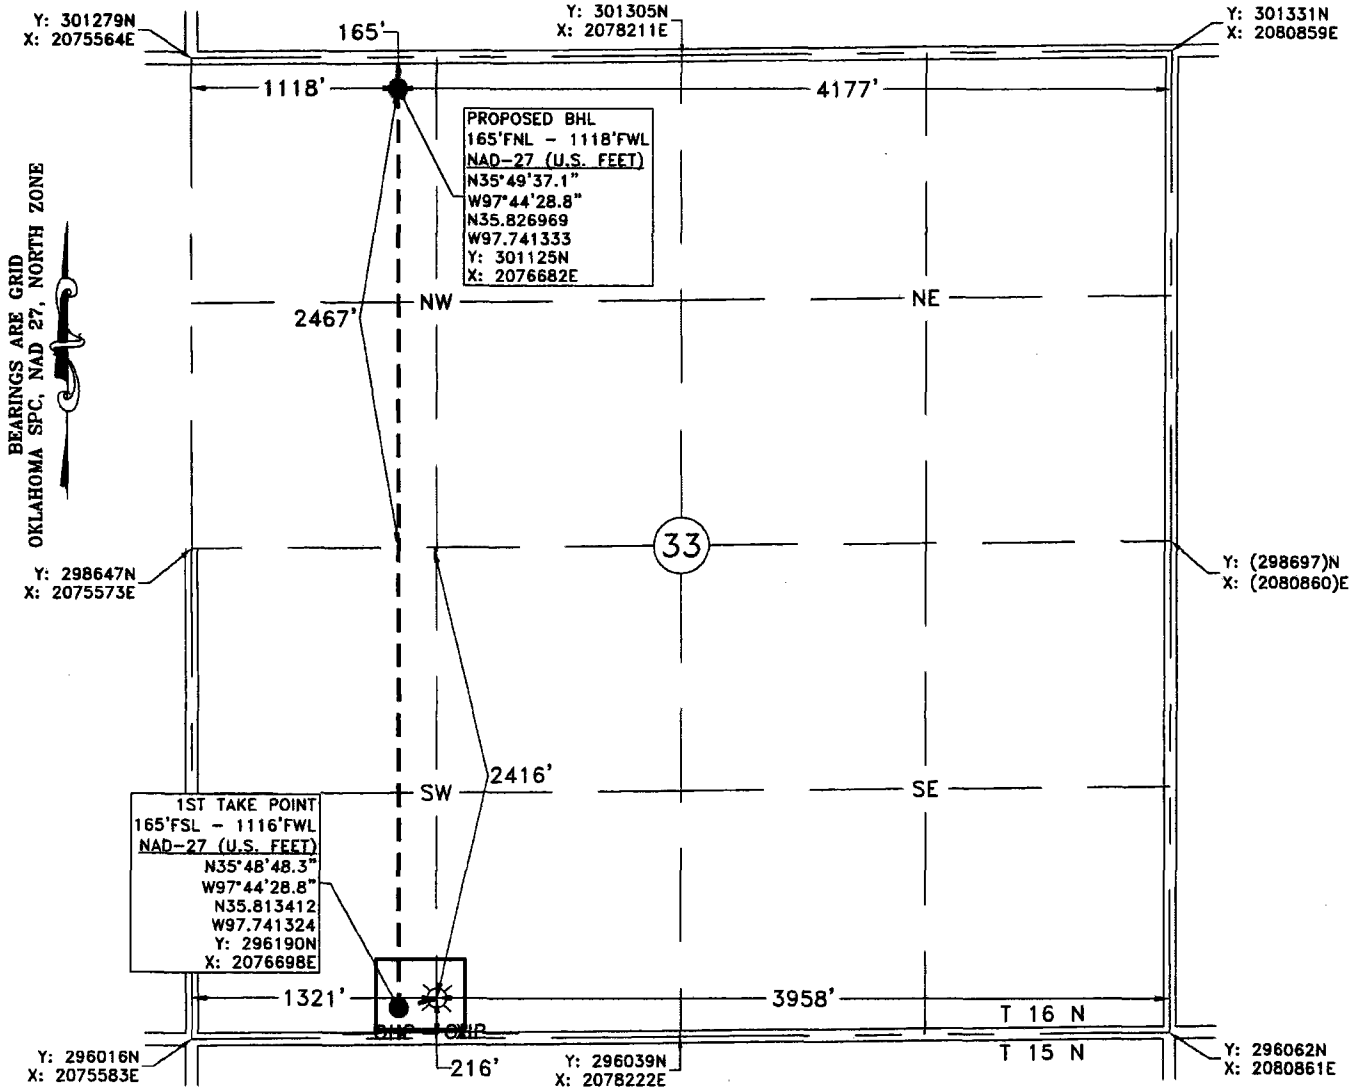 Y: 301279N
X: 2075564E
165'
Y: 301305N
X: 2078211E
Y: 301331N
X: 2080859E
1118'
4177'
PROPOSED BHL
165'FNL - 1118'FWL
NAD-27 (U.S. FEET)
N35°49'37.1"
W97°44'28.8"
N35.826969
W97.741333
Y: 301125N
X: 2076682E
BEARINGS ARE GRID
OKLAHOMA SPC, NAD 27, NORTH ZONE
NW
NE
2467'
33
Y: 298647N
X: 2075573E
Y: (298697)N
X: (2080860)E
2416'
SW
SE
1ST TAKE POINT
165'FSL - 1116'FWL
NAD-27 (U.S. FEET)
N35°48'48.3"
W97°44'28.8"
N35.813412
W97.741324
Y: 296190N
X: 2076698E
1321'
3958'
T 16 N
T 15 N
216'
Y: 296016N
X: 2075583E
Y: 296039N
X: 2078222E
Y: 296062N
X: 2080861E